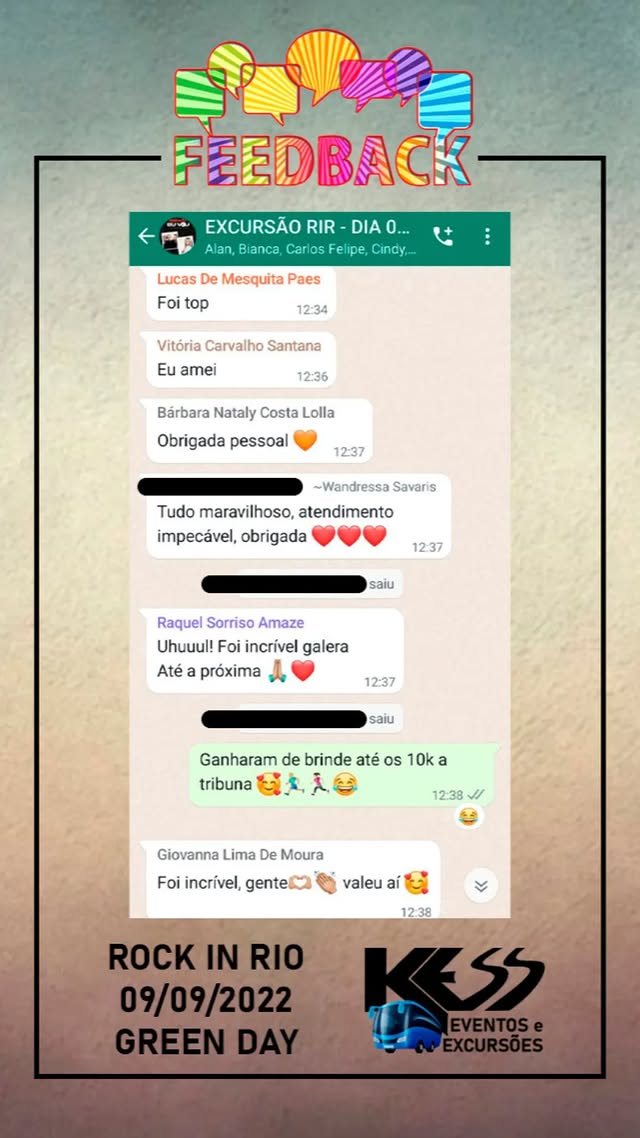 FEEDBACK
EXCURSÃO RIR - DIA 0...
Alan, Bianca, Carlos Felipe, Cindy,...
Lucas De Mesquita Paes
Foi top
12:34
Vitória Carvalho Santana
Eu amei
12:36
Bárbara Nataly Costa Lolla
Obrigada pessoal 🧡
12:37
~Wandressa Savaris
Tudo maravilhoso, atendimento
impecável, obrigada ❤️❤️❤️
12:37
saiu
Raquel Sorriso Amaze
Uhuuul! Foi incrível galera
Até a próxima 🙏🏼❤️
12:37
saiu
Ganharam de brinde até os 10k a
tribuna 🥰🏃🏼‍♂️🏃🏻‍♀️😂
12:38
😂
Giovanna Lima De Moura
Foi incrível, gente🫶🏼👏🏼 valeu aí 🥰
12:38
ROCK IN RIO
09/09/2022
GREEN DAY
KESS
EVENTOS e
EXCURSÕES